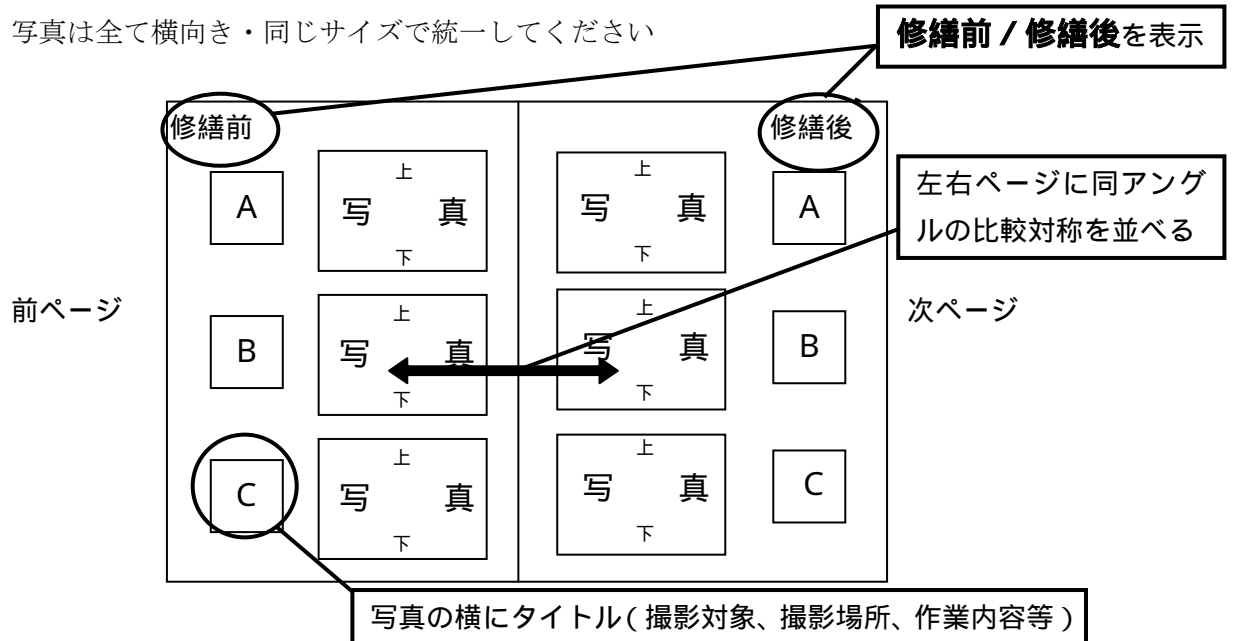 写真は全て横向き・同じサイズで統一してください
修繕前 / 修繕後を表示
修繕前
修繕後
左右ページに同アング
ルの比較対称を並べる
上
上
A
写 真
写 真
A
下
下
前ページ
次ページ
上
上
B
写 真
写 真
B
下
下
上
上
C
写 真
写 真
C
下
下
写真の横にタイトル(撮影対象、撮影場所、作業内容等)